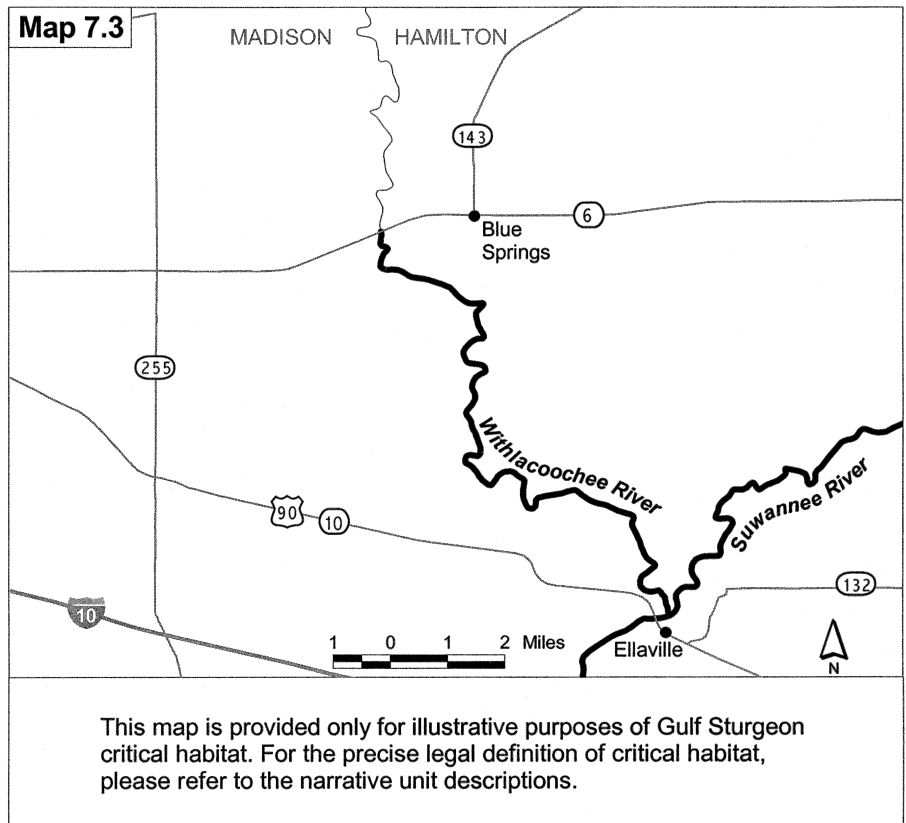 Map 7.3
MADISON
HAMILTON
143
6
Blue
Springs
255
Withlacoochee River
Suwannee River
90
10
132
10
1 0 1 2 Miles
Ellaville
N
This map is provided only for illustrative purposes of Gulf Sturgeon
critical habitat. For the precise legal definition of critical habitat,
please refer to the narrative unit descriptions.